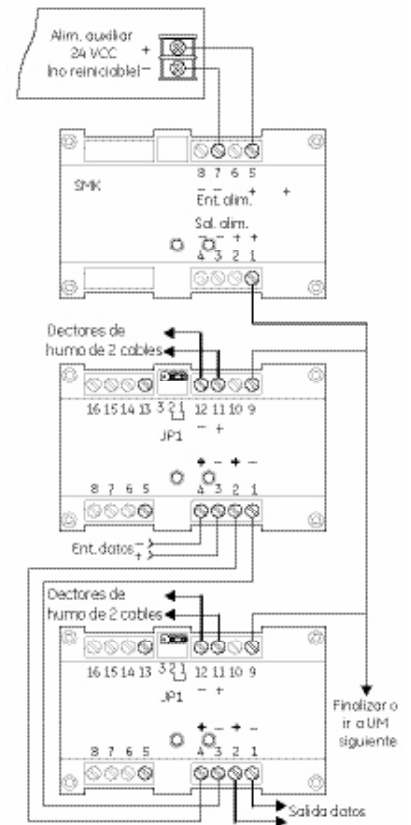 Alim. auxiliar
24 VCC +
(no reiniciable) -
8 7 6 5
SMK
- - + +
Ent. alim.
Sal. alim.
- - + +
4 3 2 1
Dectores de
humo de 2 cables
16 15 14 13 3 2 1 12 11 10 9
JP1 - +
+ - + -
8 7 6 5 4 3 2 1
Ent. datos - +
Dectores de
humo de 2 cables
16 15 14 13 3 2 1 12 11 10 9
JP1 - +
Finalizar o
ir a UM
siguiente
+ - + -
8 7 6 5 4 3 2 1
Salida datos